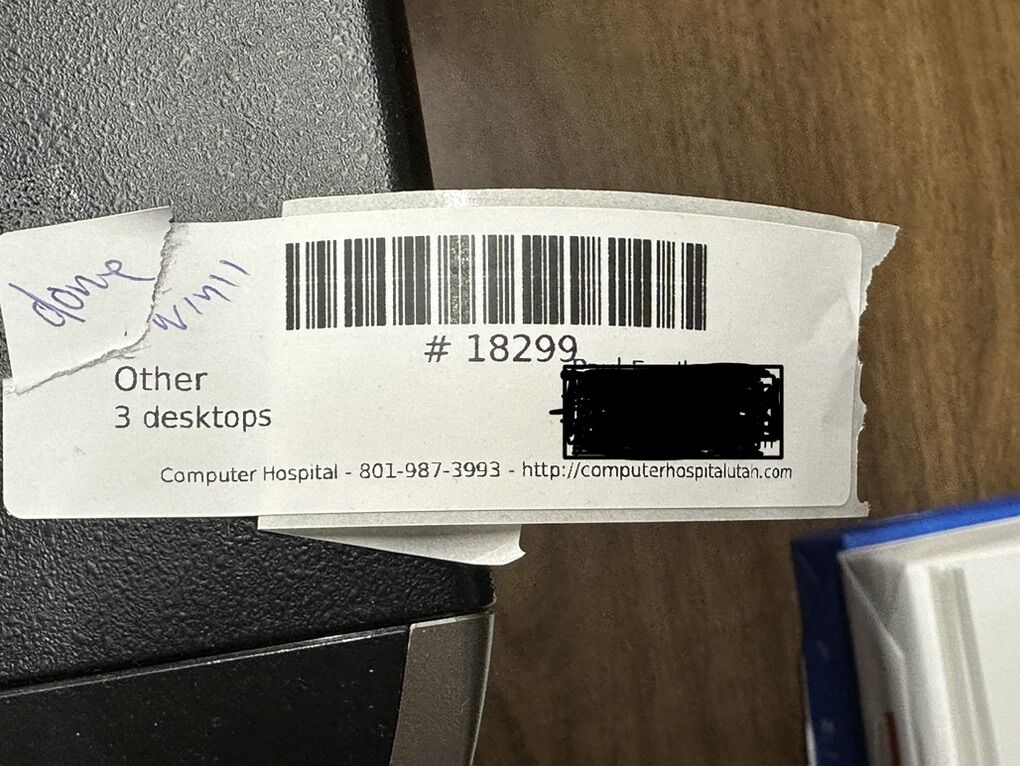 done
Win11
# 18299
Other
3 desktops
Computer Hospital - 801-987-3993 - http://computerhospitalutah.com